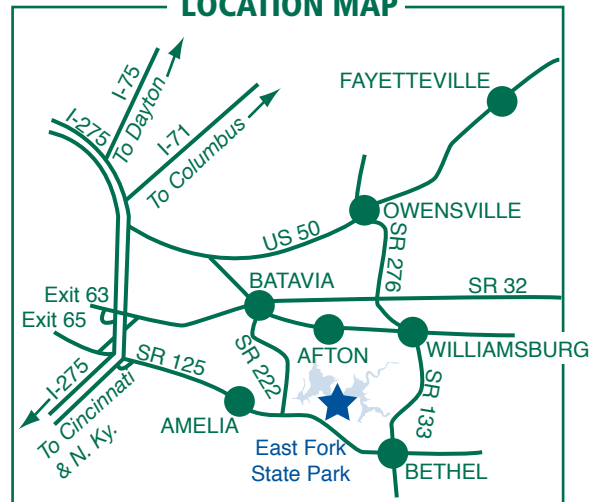 LOCATION MAP
I-75
To Dayton
I-275
I-71
To Columbus
FAYETTEVILLE
OWENSVILLE
US 50
SR 276
BATAVIA
SR 32
Exit 63
Exit 65
AFTON
WILLIAMSBURG
SR 125
SR 222
SR 133
I-275
To Cincinnati
& N. Ky.
AMELIA
East Fork
State Park
BETHEL